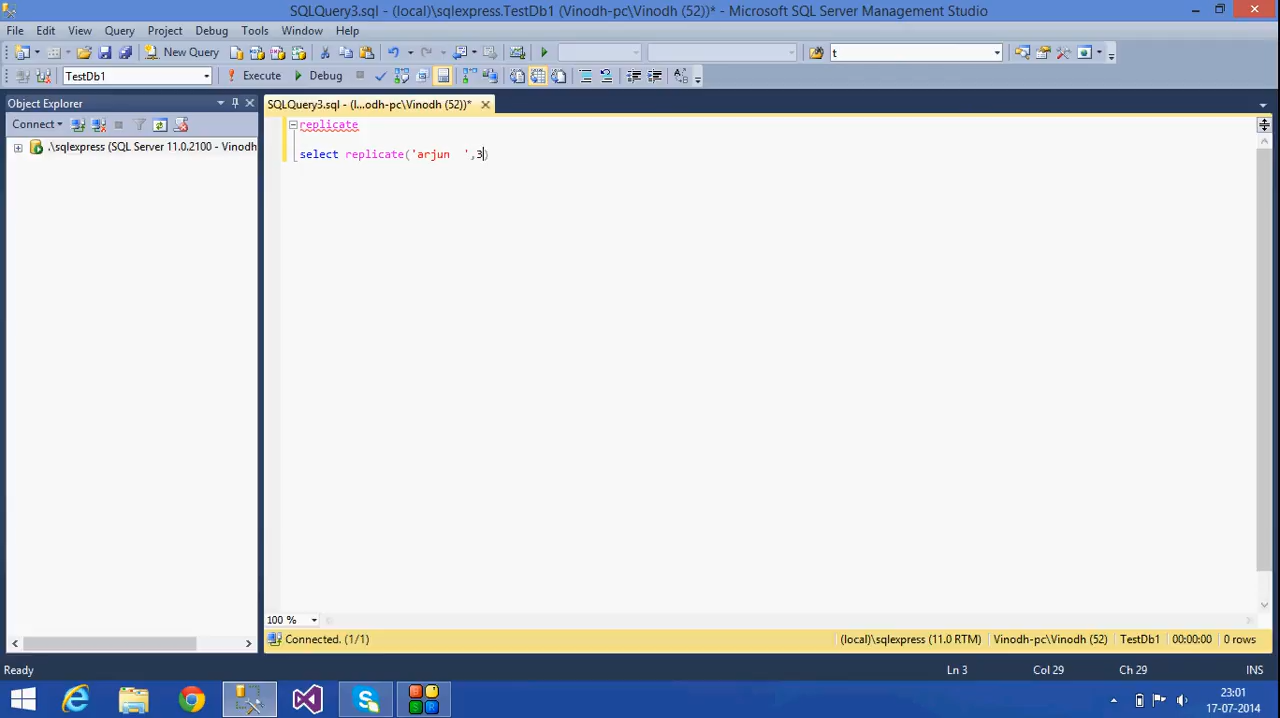 SQLQuery3.sql - (local)\sqlexpress.TestDb1 (Vinodh-pc\Vinodh (52))* - Microsoft SQL Server Management Studio
File Edit View Query Project Debug Tools Window Help
New Query t
TestDb1 Execute Debug
Object Explorer
SQLQuery3.sql - (l...odh-pc\Vinodh (52))*
Connect
.\sqlexpress (SQL Server 11.0.2100 - Vinodh
replicate
select replicate('arjun  ',3)
100 %
Connected. (1/1) (local)\sqlexpress (11.0 RTM) Vinodh-pc\Vinodh (52) TestDb1 00:00:00 0 rows
Ready Ln 3 Col 29 Ch 29 INS
23:01
17-07-2014